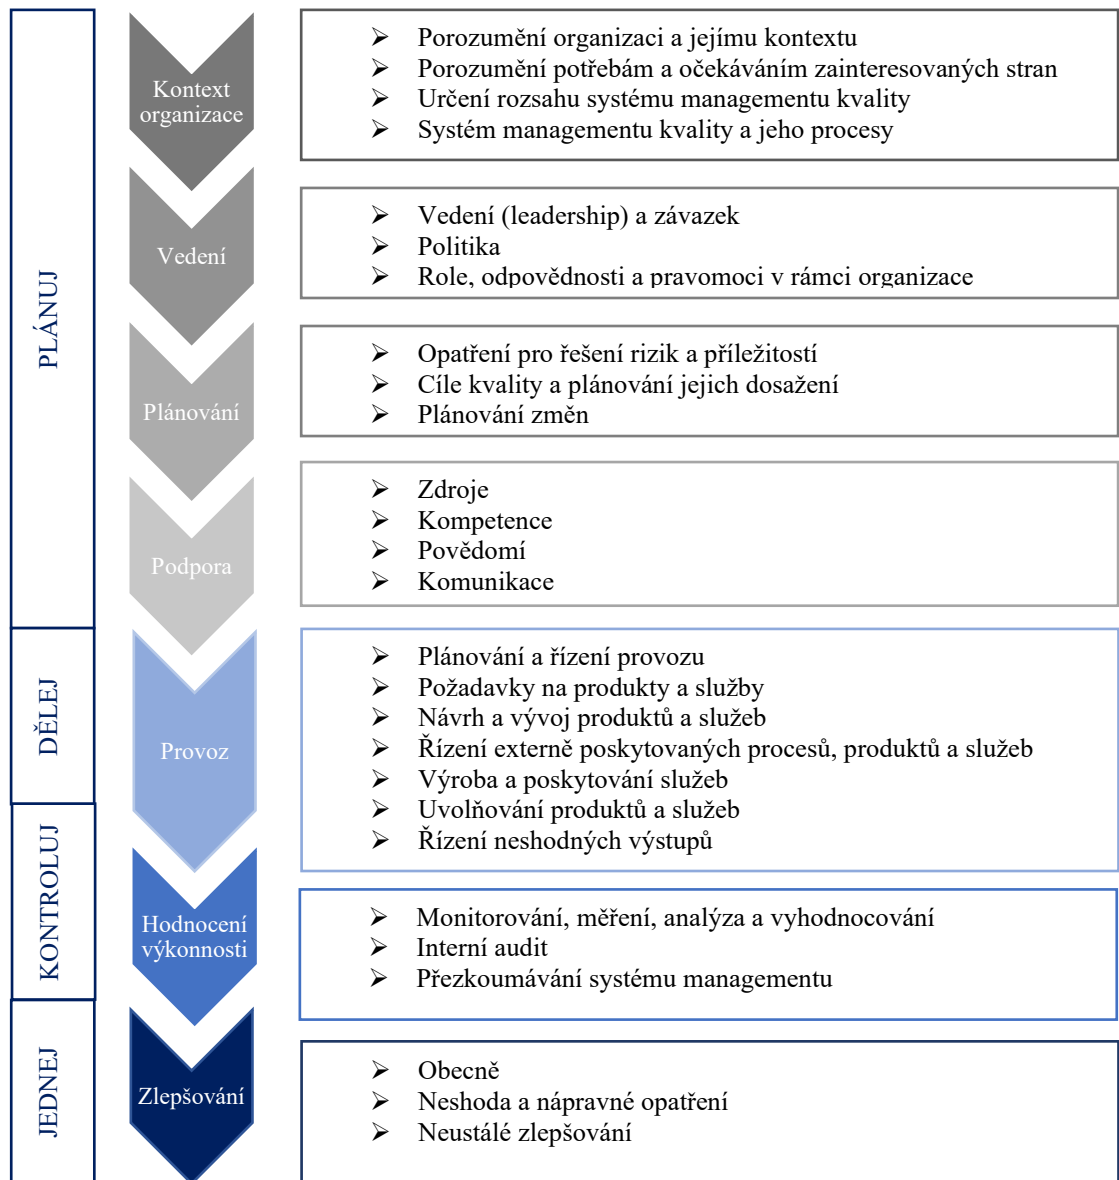 PLÁNUJ
Kontext
organizace
➢ Porozumění organizaci a jejímu kontextu
➢ Porozumění potřebám a očekáváním zainteresovaných stran
➢ Určení rozsahu systému managementu kvality
➢ Systém managementu kvality a jeho procesy
Vedení
➢ Vedení (leadership) a závazek
➢ Politika
➢ Role, odpovědnosti a pravomoci v rámci organizace
Plánování
➢ Opatření pro řešení rizik a příležitostí
➢ Cíle kvality a plánování jejich dosažení
➢ Plánování změn
Podpora
➢ Zdroje
➢ Kompetence
➢ Povědomí
➢ Komunikace
DĚLEJ
Provoz
➢ Plánování a řízení provozu
➢ Požadavky na produkty a služby
➢ Návrh a vývoj produktů a služeb
➢ Řízení externě poskytovaných procesů, produktů a služeb
➢ Výroba a poskytování služeb
➢ Uvolňování produktů a služeb
➢ Řízení neshodných výstupů
KONTROLUJ
Hodnocení
výkonnosti
➢ Monitorování, měření, analýza a vyhodnocování
➢ Interní audit
➢ Přezkoumávání systému managementu
JEDNEJ
Zlepšování
➢ Obecně
➢ Neshoda a nápravné opatření
➢ Neustálé zlepšování